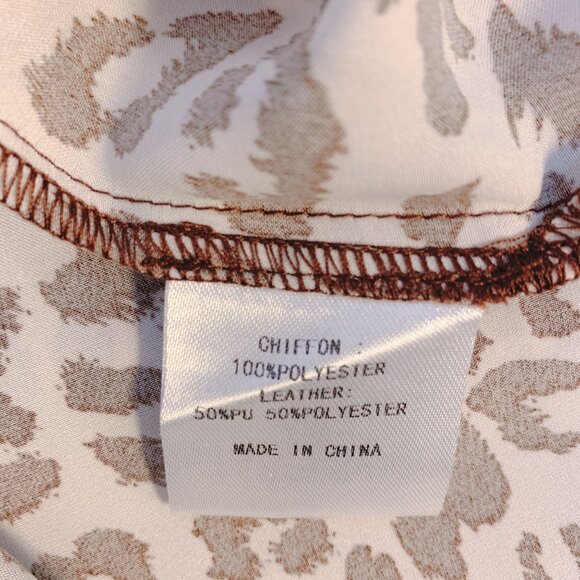 CHIFFON :
100%POLYESTER
LEATHER:
50%PU 50%POLYESTER
MADE IN CHINA